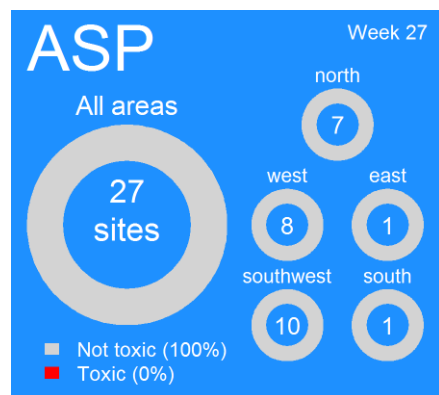 ASP
Week 27
All areas
27
sites
north
7
west
8
east
1
southwest
10
south
1
Not toxic (100%)
Toxic (0%)